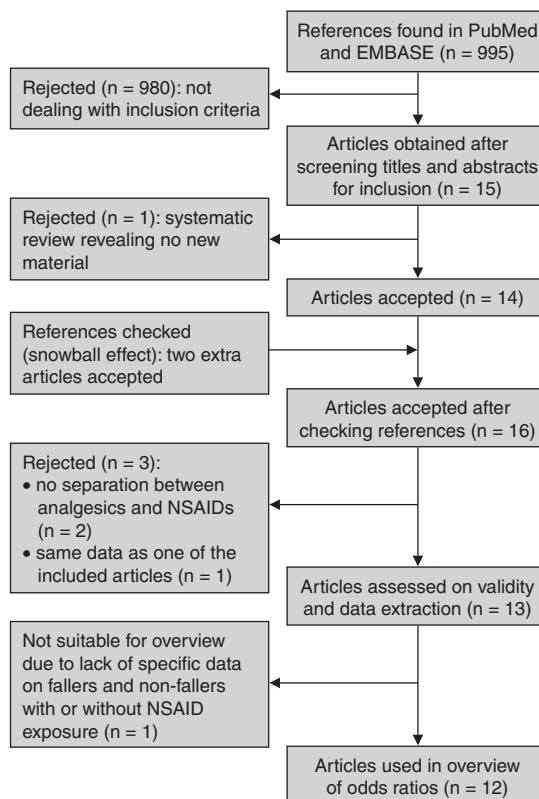 References found in PubMed
and EMBASE (n = 995)
Rejected (n = 980): not
dealing with inclusion criteria
Articles obtained after
screening titles and abstracts
for inclusion (n = 15)
Rejected (n = 1): systematic
review revealing no new
material
Articles accepted (n = 14)
References checked
(snowball effect): two extra
articles accepted
Articles accepted after
checking references (n = 16)
Rejected (n = 3):
• no separation between
analgesics and NSAIDs
(n = 2)
• same data as one of the
included articles (n = 1)
Articles assessed on validity
and data extraction (n = 13)
Not suitable for overview
due to lack of specific data
on fallers and non-fallers
with or without NSAID
exposure (n = 1)
Articles used in overview
of odds ratios (n = 12)